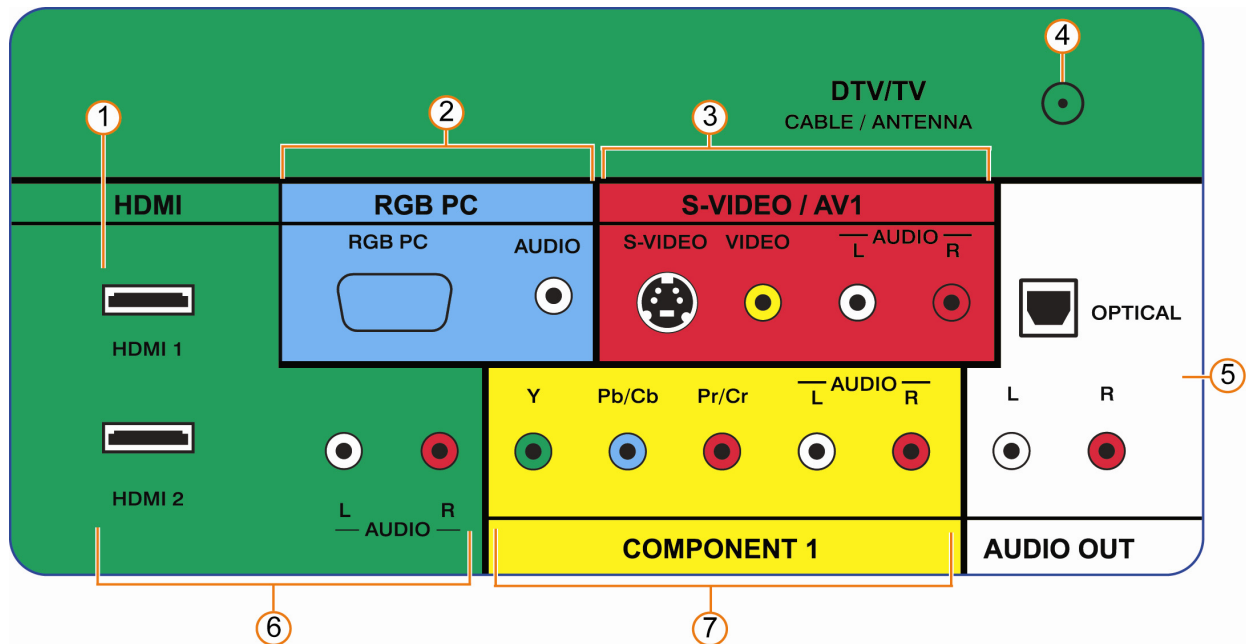 4
DTV/TV
CABLE / ANTENNA
1
2
3
HDMI
RGB PC
S-VIDEO / AV1
RGB PC
AUDIO
S-VIDEO
VIDEO
AUDIO
L
R
HDMI 1
OPTICAL
5
Y
Pb/Cb
Pr/Cr
AUDIO
L
R
L
R
HDMI 2
L
R
AUDIO
COMPONENT 1
AUDIO OUT
6
7